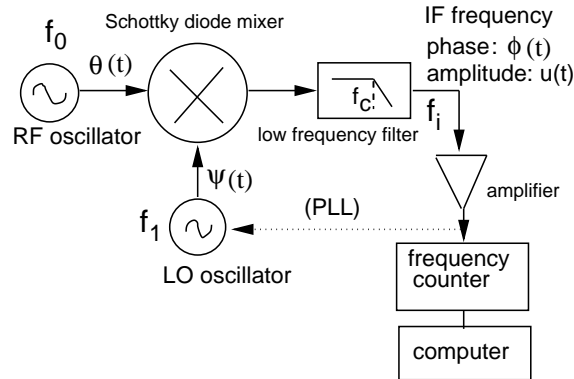 Schottky diode mixer
IF frequency
phase: ϕ(t)
amplitude: u(t)
f0
θ(t)
RF oscillator
fc
low frequency filter
fi
Ψ(t)
f1
LO oscillator
(PLL)
amplifier
frequency
counter
computer